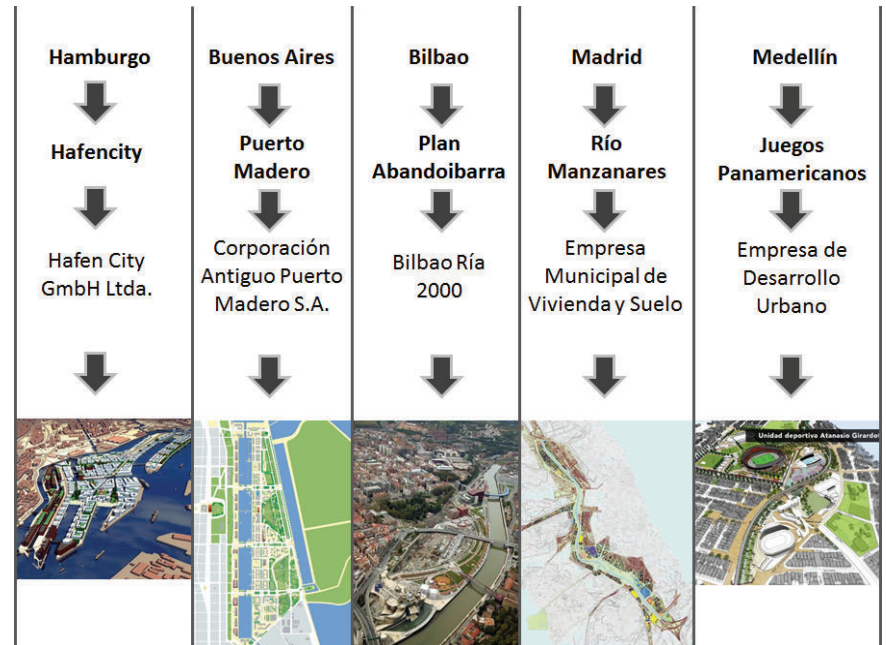 Hamburgo
Hafencity
Hafen City
GmbH Ltda.
Buenos Aires
Puerto
Madero
Corporación
Antiguo Puerto
Madero S.A.
Bilbao
Plan
Abandoibarra
Bilbao Ría
2000
Madrid
Río
Manzanares
Empresa
Municipal de
Vivienda y Suelo
Medellín
Juegos
Panamericanos
Empresa de
Desarrollo
Urbano
Unidad deportiva Atanasio Girardot